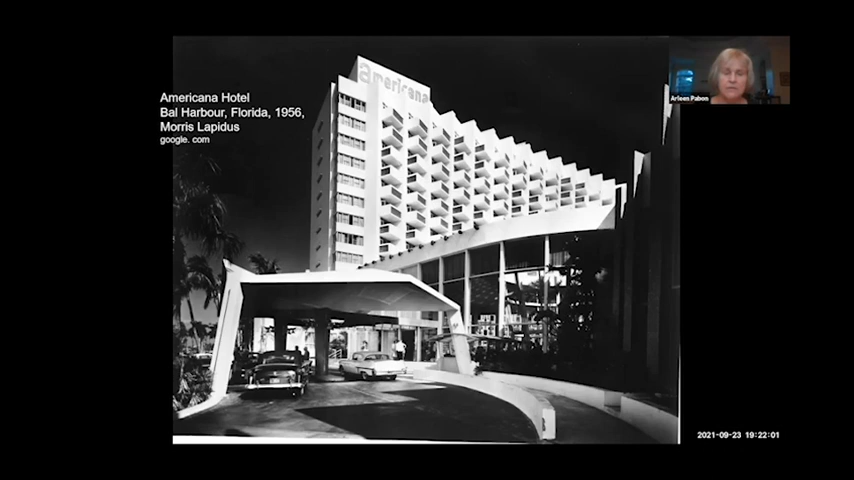 americana
Americana Hotel
Bal Harbour, Florida, 1956,
Morris Lapidus
google. com
Arleen Pabon
2021-09-23 19:22:01